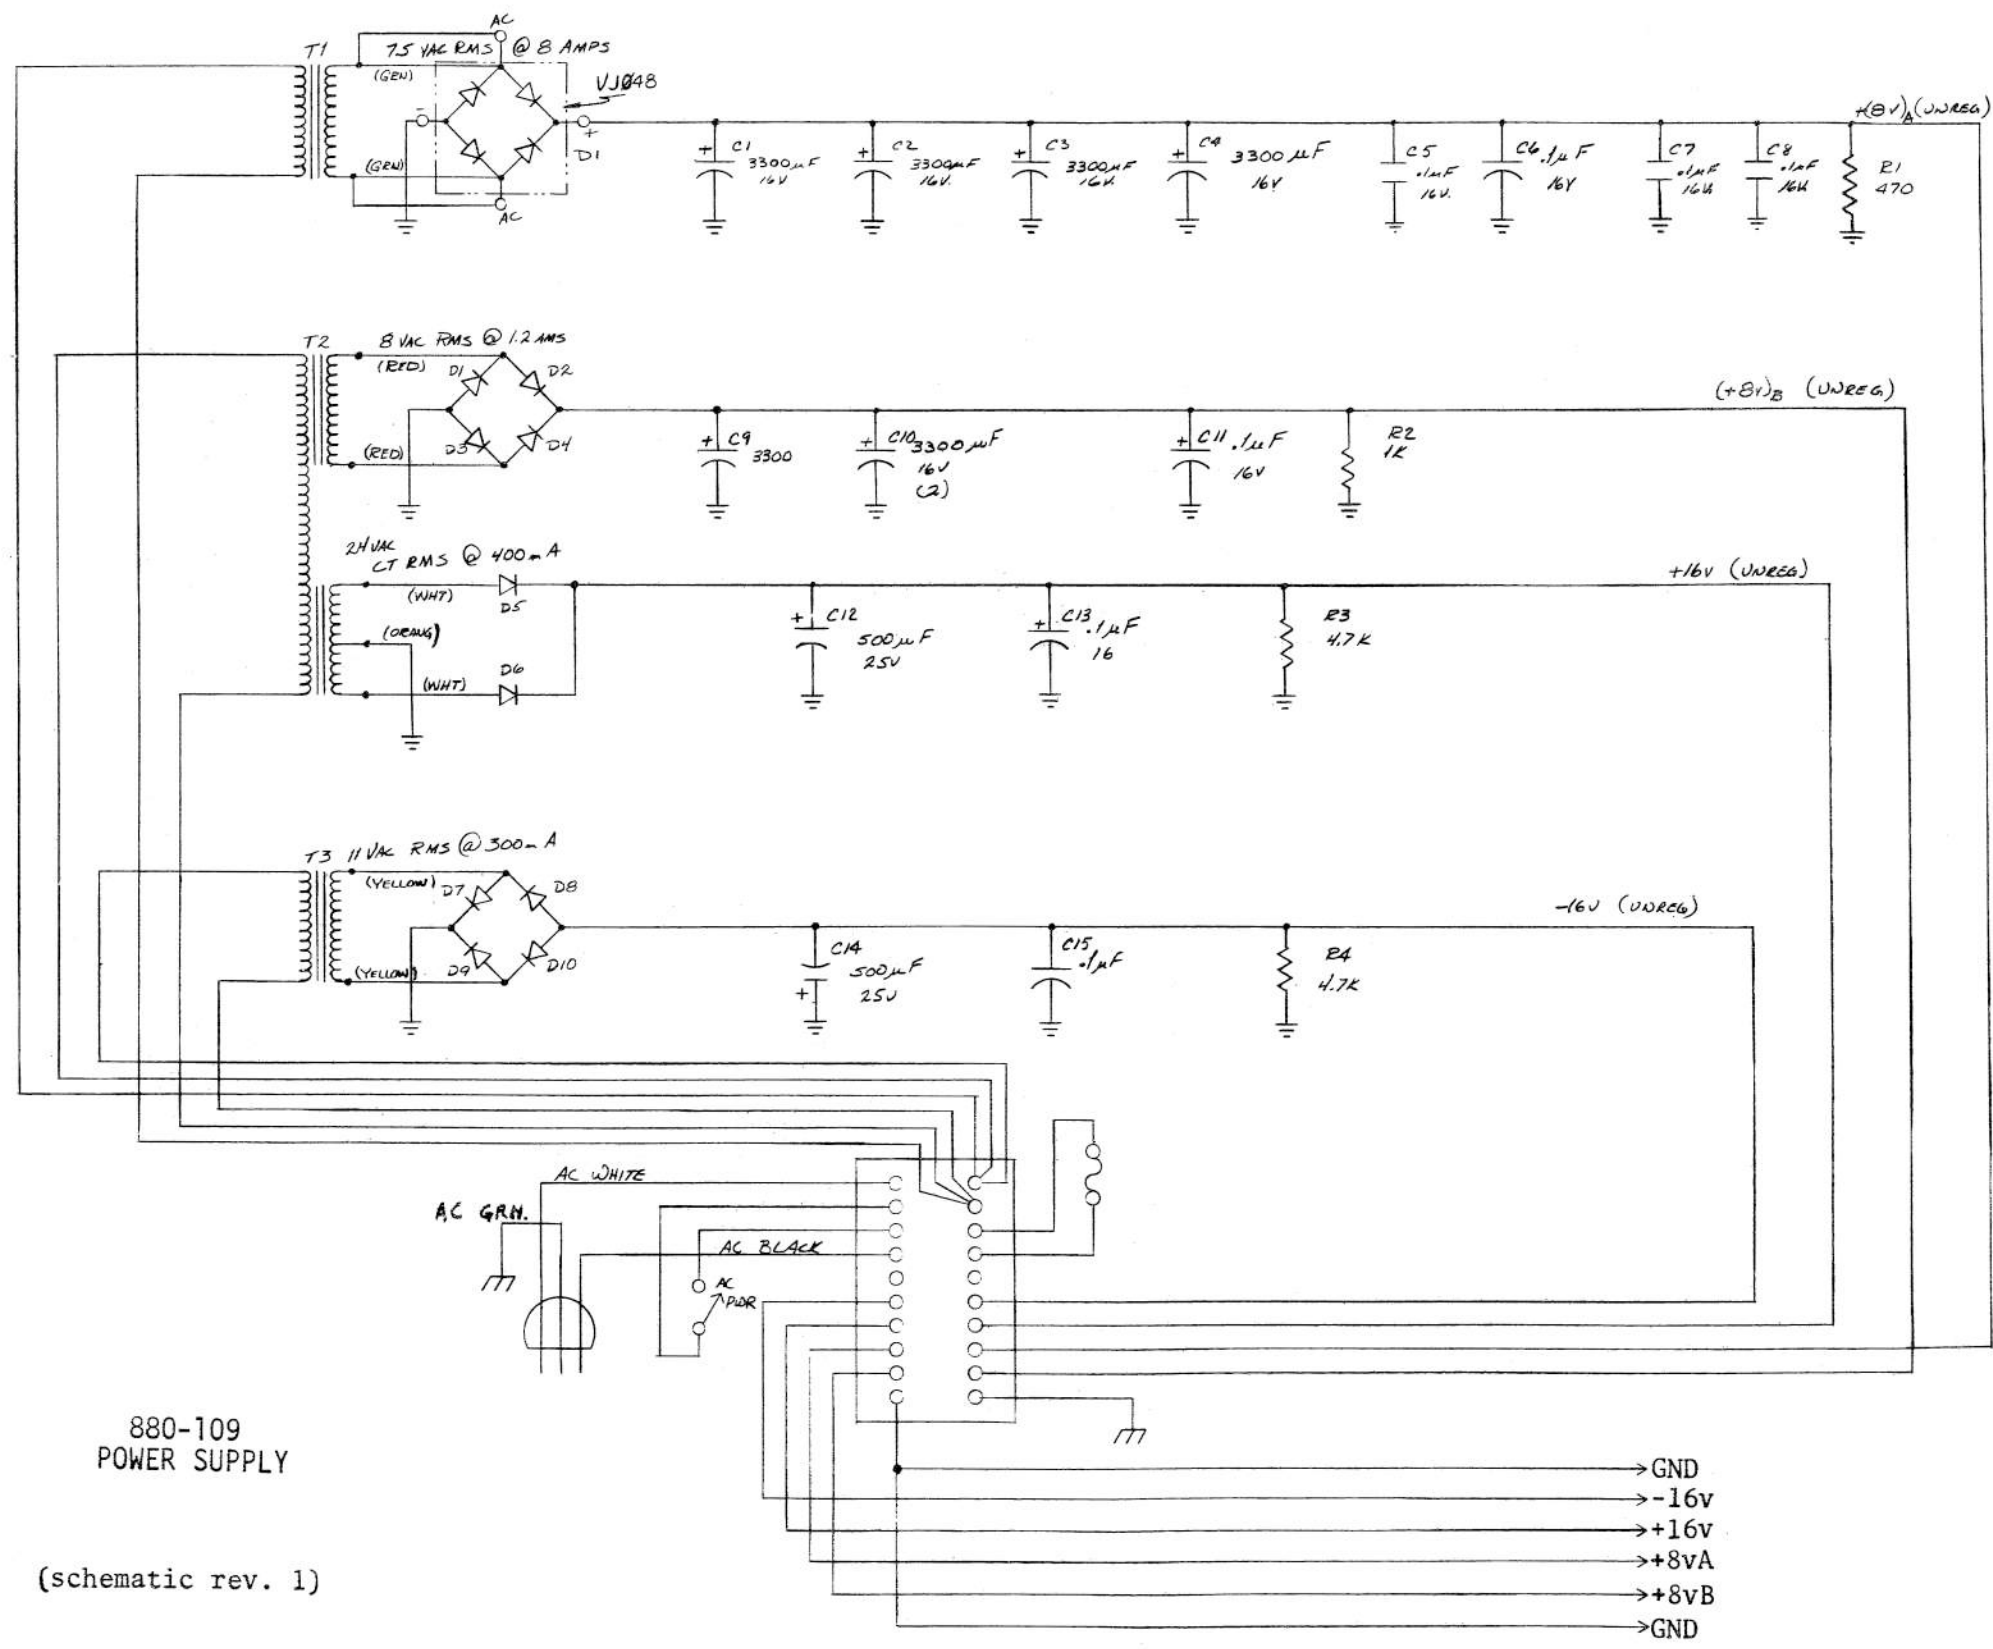 AC
T1
7.5 VAC RMS @ 8 AMPS
(GRN)
VJØ48
-
+
D1
(GRN)
AC
+(8V)A (UNREG)
+ C1
3300µF
16V
+ C2
3300µF
16V.
+ C3
3300µF
16V.
+ C4
3300µF
16V
C5
.1µF
16V.
+ C6 .1µF
16V
C7
.1µF
16V
C8
.1µF
16V
R1
470
T2
8 VAC RMS @ 1.2 AMS
(RED)
D1
D2
D3
D4
(RED)
(+8V)B (UNREG)
+ C9
3300
+ C10 3300µF
16V
(2)
+ C11 .1µF
16V
R2
1K
24VAC
CT RMS @ 400mA
(WHT)
D5
(ORANG)
D6
(WHT)
+16V (UNREG)
+ C12
500µF
25V
+ C13 .1µF
16
R3
4.7K
T3 11 VAC RMS @ 300mA
(YELLOW)
D7
D8
D9
D10
(YELLOW)
-16V (UNREG)
C14
500µF
+ 25V
C15
.1µF
R4
4.7K
AC WHITE
AC GRN.
AC BLACK
AC
PWR
880-109
POWER SUPPLY
(schematic rev. 1)
GND
-16v
+16v
+8vA
+8vB
GND